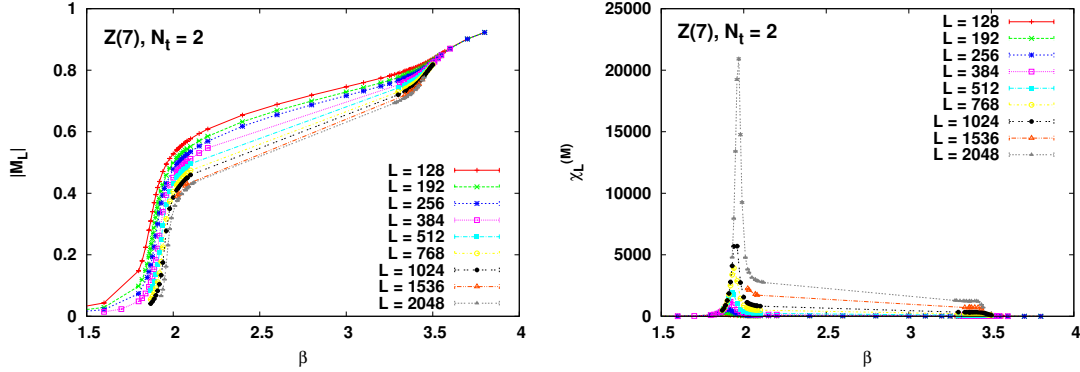 Z(7), N_t = 2
|M_L|
1
0.8
0.6
0.4
0.2
0
1.5 2 2.5 3 3.5 4
β
L = 128
L = 192
L = 256
L = 384
L = 512
L = 768
L = 1024
L = 1536
L = 2048
Z(7), N_t = 2
χ_L^(M)
25000
20000
15000
10000
5000
0
1.5 2 2.5 3 3.5 4
β
L = 128
L = 192
L = 256
L = 384
L = 512
L = 768
L = 1024
L = 1536
L = 2048